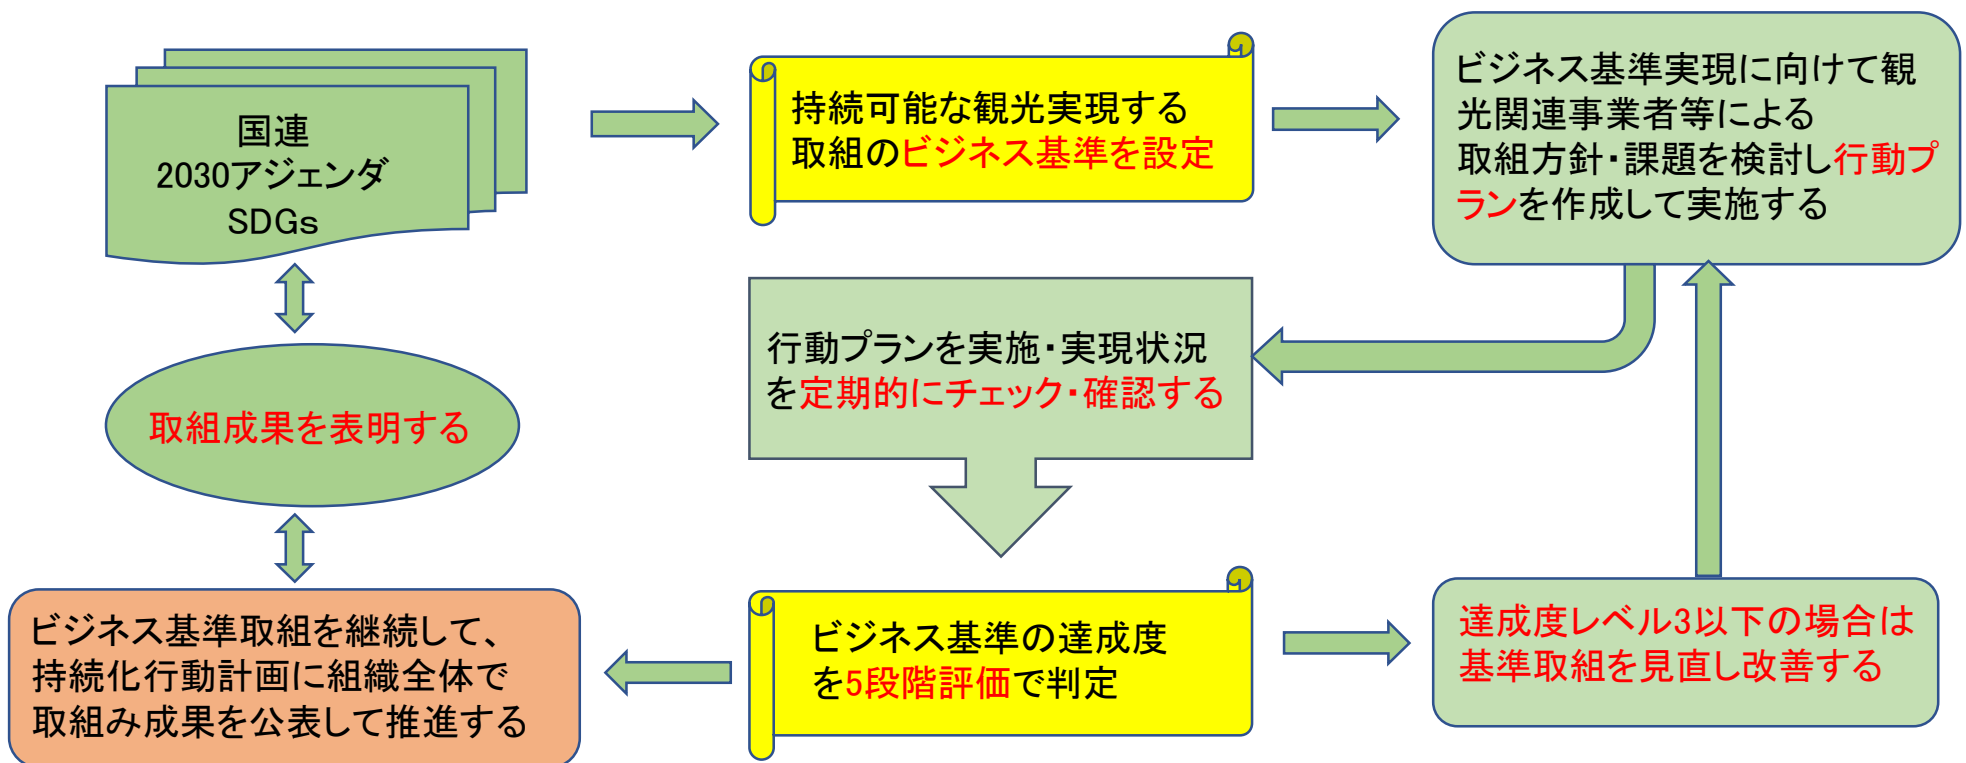 国連
2030アジェンダ
SDGs
持続可能な観光実現する
取組のビジネス基準を設定
ビジネス基準実現に向けて観
光関連事業者等による
取組方針・課題を検討し行動プ
ランを作成して実施する
行動プランを実施・実現状況
を定期的にチェック・確認する
取組成果を表明する
ビジネス基準取組を継続して、
持続化行動計画に組織全体で
取組み成果を公表して推進する
ビジネス基準の達成度
を5段階評価で判定
達成度レベル3以下の場合は
基準取組を見直し改善する